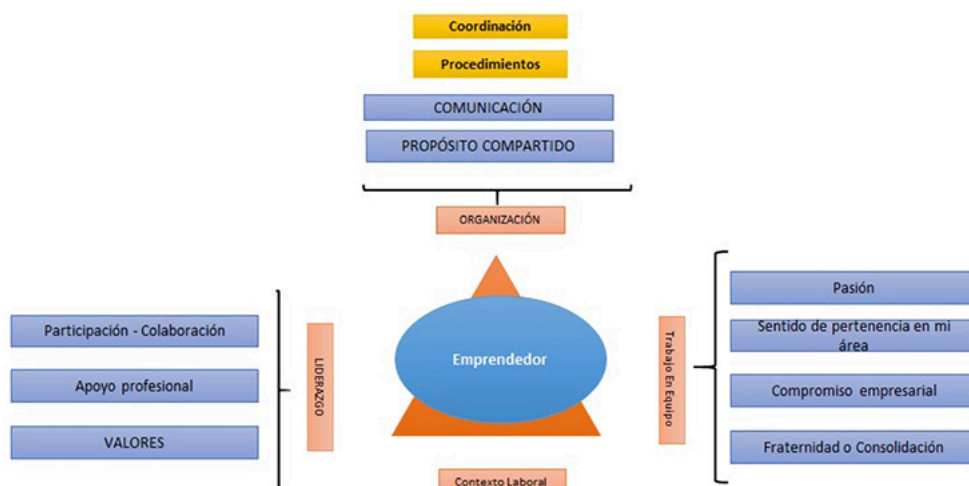 Coordinación
Procedimientos
COMUNICACIÓN
PROPÓSITO COMPARTIDO
ORGANIZACIÓN
Participación - Colaboración
Apoyo profesional
VALORES
LIDERAZGO
Emprendedor
Trabajo En Equipo
Pasión
Sentido de pertenencia en mi
área
Compromiso empresarial
Fraternidad o Consolidación
Contexto Laboral